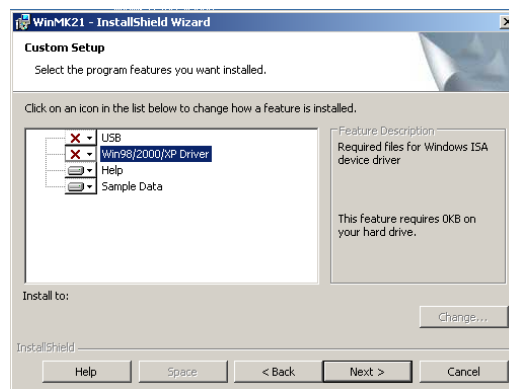 WinMK21 - InstallShield Wizard
Custom Setup
Select the program features you want installed.
Click on an icon in the list below to change how a feature is installed.
USB
Win98/2000/XP Driver
Help
Sample Data
Feature Description
Required files for Windows ISA
device driver
This feature requires 0KB on
your hard drive.
Install to:
Change...
InstallShield
Help
Space
< Back
Next >
Cancel